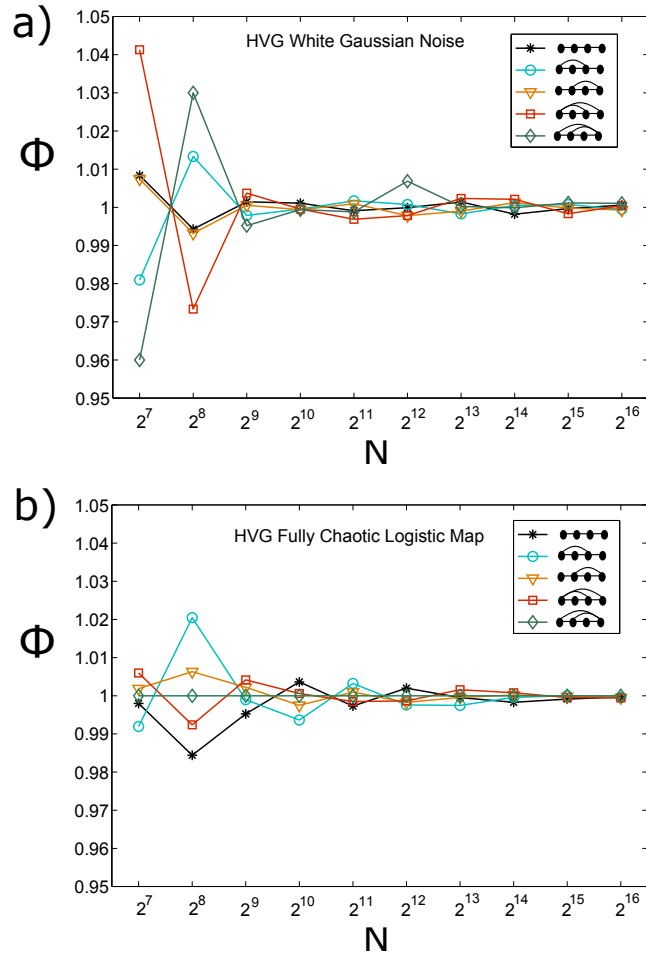 a)
HVG White Gaussian Noise
1.05
1.04
1.03
1.02
1.01
1
0.99
0.98
0.97
0.96
0.95
Φ
2^7 2^8 2^9 2^10 2^11 2^12 2^13 2^14 2^15 2^16
N
b)
HVG Fully Chaotic Logistic Map
1.05
1.04
1.03
1.02
1.01
1
0.99
0.98
0.97
0.96
0.95
Φ
2^7 2^8 2^9 2^10 2^11 2^12 2^13 2^14 2^15 2^16
N